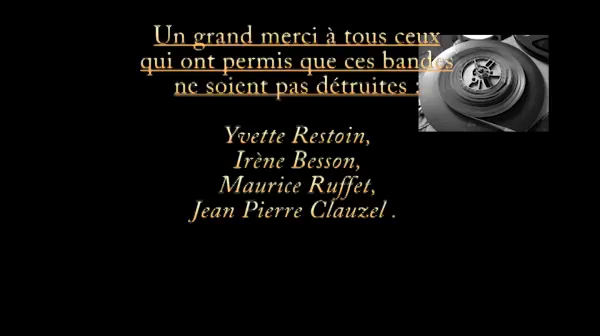 Un grand merci à tous ceux
qui ont permis que ces bandes
ne soient pas détruites :
Yvette Restoin,
Irène Besson,
Maurice Ruffet,
Jean Pierre Clauzel .